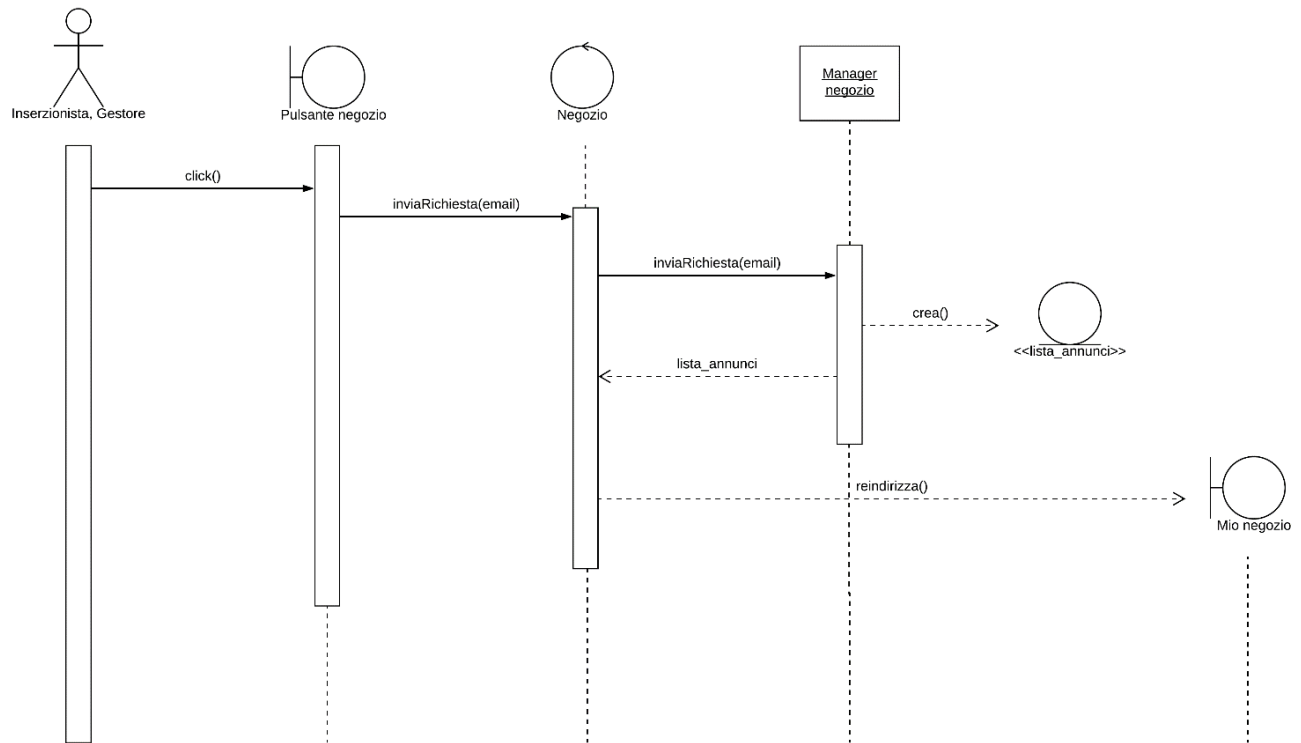 Inserzionista, Gestore
Pulsante negozio
Negozio
Manager
negozio
click()
inviaRichiesta(email)
inviaRichiesta(email)
crea()
<<lista_annunci>>
lista_annunci
reindirizza()
Mio negozio